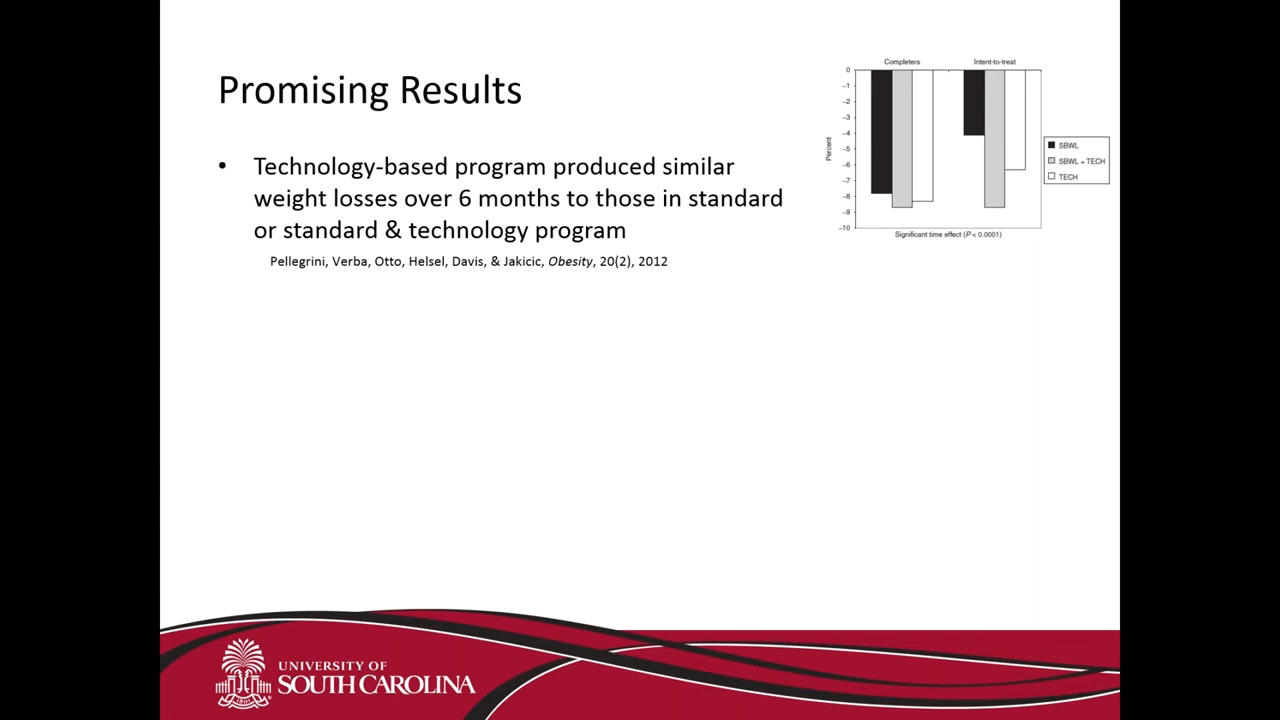 Promising Results
• Technology-based program produced similar
weight losses over 6 months to those in standard
or standard & technology program
Pellegrini, Verba, Otto, Helsel, Davis, & Jakicic, Obesity, 20(2), 2012
Completers Intent-to-treat
0
–1
–2
–3
–4
–5
–6
–7
–8
–9
–10
Percent
Significant time effect (P < 0.0001)
SBWL
SBWL + TECH
TECH
UNIVERSITY OF
SOUTH CAROLINA
1801